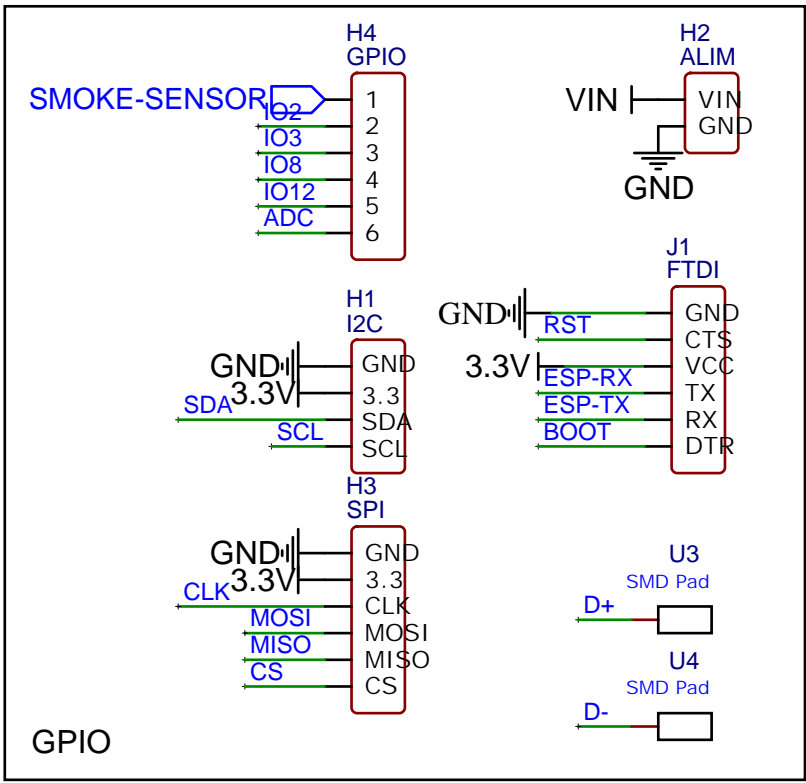 H4
GPIO
SMOKE-SENSOR
1
IO2
2
IO3
3
IO8
4
IO12
5
ADC
6
H2
ALIM
VIN
VIN
GND
GND
H1
I2C
GND
GND
3.3V
3.3
SDA
SDA
SCL
SCL
J1
FTDI
GND
GND
RST
CTS
3.3V
VCC
ESP-RX
TX
ESP-TX
RX
BOOT
DTR
H3
SPI
GND
GND
3.3V
3.3
CLK
CLK
MOSI
MOSI
MISO
MISO
CS
CS
U3
SMD Pad
D+
U4
SMD Pad
D-
GPIO